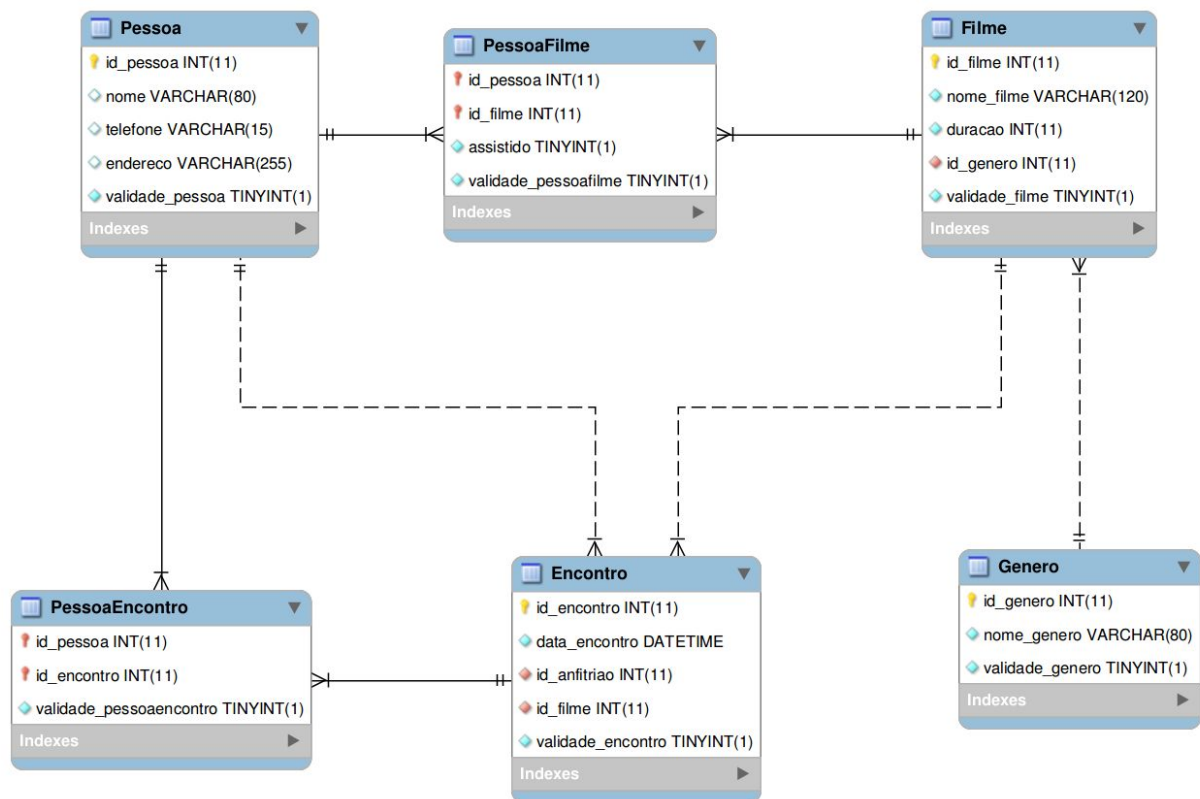 Pessoa
id_pessoa INT(11)
nome VARCHAR(80)
telefone VARCHAR(15)
endereco VARCHAR(255)
validade_pessoa TINYINT(1)
Indexes
PessoaFilme
id_pessoa INT(11)
id_filme INT(11)
assistido TINYINT(1)
validade_pessoafilme TINYINT(1)
Indexes
Filme
id_filme INT(11)
nome_filme VARCHAR(120)
duracao INT(11)
id_genero INT(11)
validade_filme TINYINT(1)
Indexes
PessoaEncontro
id_pessoa INT(11)
id_encontro INT(11)
validade_pessoaencontro TINYINT(1)
Indexes
Encontro
id_encontro INT(11)
data_encontro DATETIME
id_anfitriao INT(11)
id_filme INT(11)
validade_encontro TINYINT(1)
Indexes
Genero
id_genero INT(11)
nome_genero VARCHAR(80)
validade_genero TINYINT(1)
Indexes